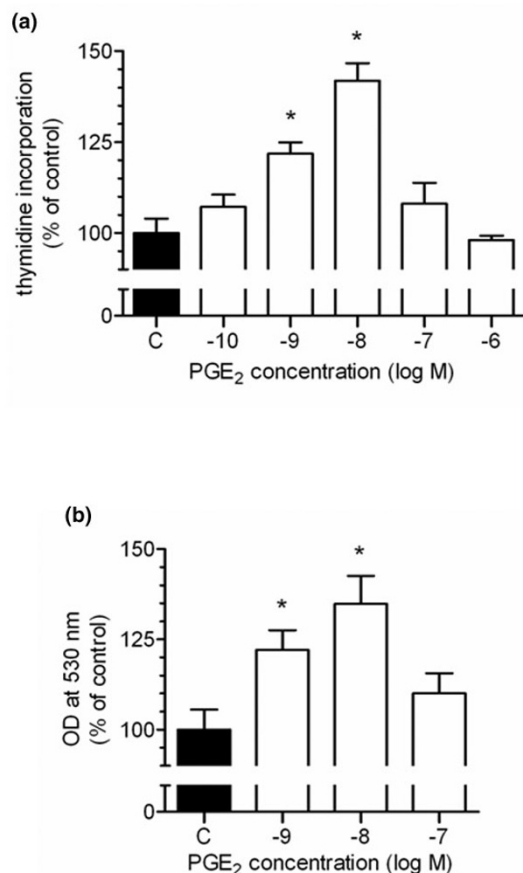 (a)
thymidine incorporation
(% of control)
150
125
100
0
*
*
C -10 -9 -8 -7 -6
PGE₂ concentration (log M)
(b)
OD at 530 nm
(% of control)
150
125
100
0
*
*
C -9 -8 -7
PGE₂ concentration (log M)